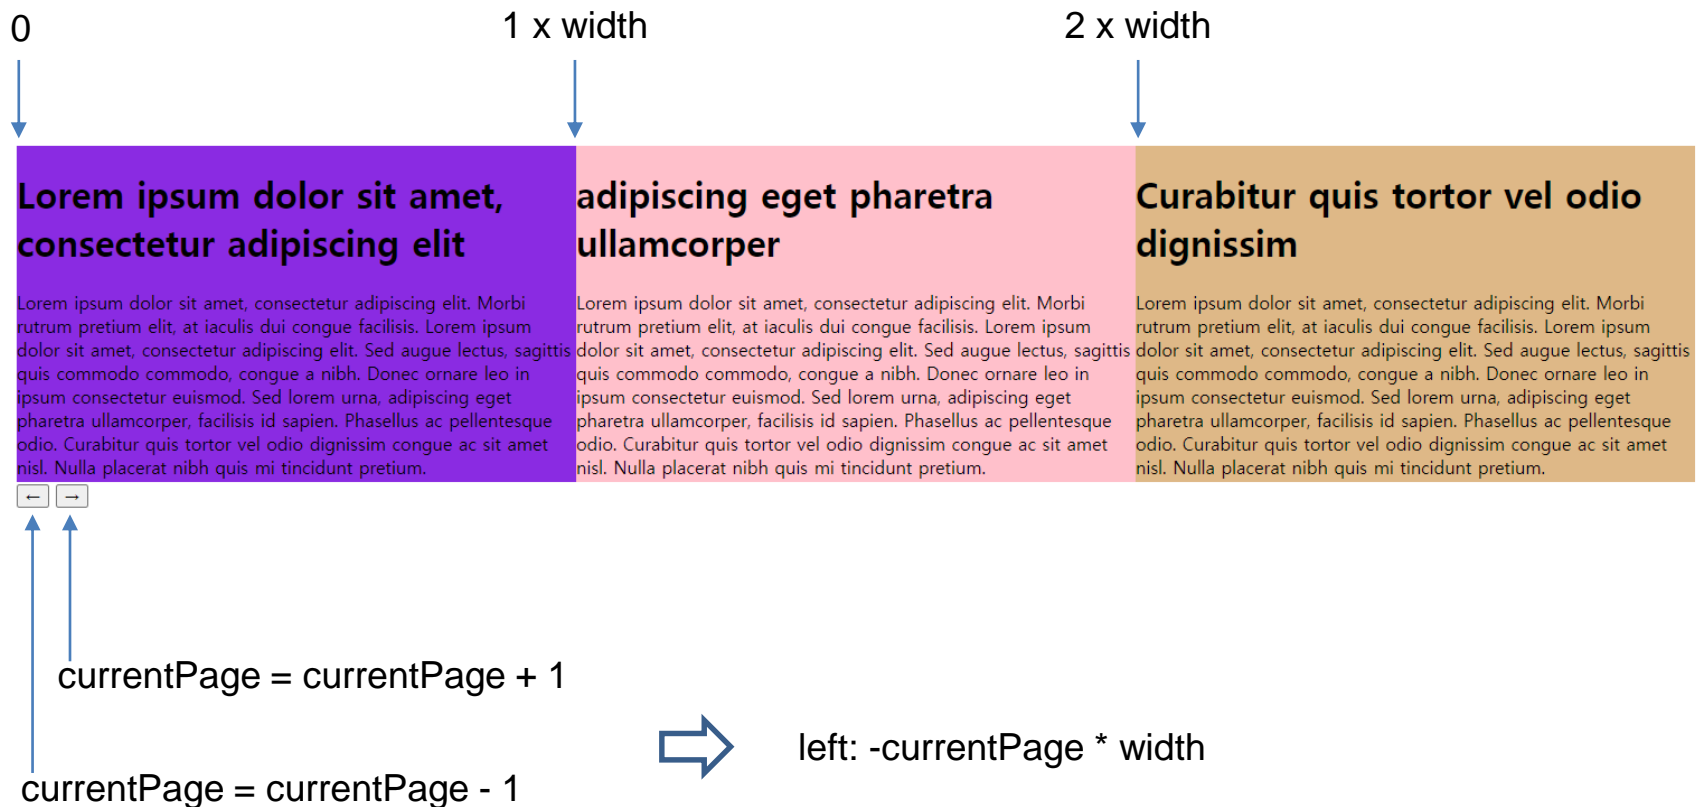 0
1 x width
2 x width
Lorem ipsum dolor sit amet,
consectetur adipiscing elit
Lorem ipsum dolor sit amet, consectetur adipiscing elit. Morbi
rutrum pretium elit, at iaculis dui congue facilisis. Lorem ipsum
dolor sit amet, consectetur adipiscing elit. Sed augue lectus, sagittis
quis commodo commodo, congue a nibh. Donec ornare leo in
ipsum consectetur euismod. Sed lorem urna, adipiscing eget
pharetra ullamcorper, facilisis id sapien. Phasellus ac pellentesque
odio. Curabitur quis tortor vel odio dignissim congue ac sit amet
nisl. Nulla placerat nibh quis mi tincidunt pretium.
adipiscing eget pharetra
ullamcorper
Lorem ipsum dolor sit amet, consectetur adipiscing elit. Morbi
rutrum pretium elit, at iaculis dui congue facilisis. Lorem ipsum
dolor sit amet, consectetur adipiscing elit. Sed augue lectus, sagittis
quis commodo commodo, congue a nibh. Donec ornare leo in
ipsum consectetur euismod. Sed lorem urna, adipiscing eget
pharetra ullamcorper, facilisis id sapien. Phasellus ac pellentesque
odio. Curabitur quis tortor vel odio dignissim congue ac sit amet
nisl. Nulla placerat nibh quis mi tincidunt pretium.
Curabitur quis tortor vel odio
dignissim
Lorem ipsum dolor sit amet, consectetur adipiscing elit. Morbi
rutrum pretium elit, at iaculis dui congue facilisis. Lorem ipsum
dolor sit amet, consectetur adipiscing elit. Sed augue lectus, sagittis
quis commodo commodo, congue a nibh. Donec ornare leo in
ipsum consectetur euismod. Sed lorem urna, adipiscing eget
pharetra ullamcorper, facilisis id sapien. Phasellus ac pellentesque
odio. Curabitur quis tortor vel odio dignissim congue ac sit amet
nisl. Nulla placerat nibh quis mi tincidunt pretium.
← →
currentPage = currentPage + 1
left: -currentPage * width
currentPage = currentPage - 1